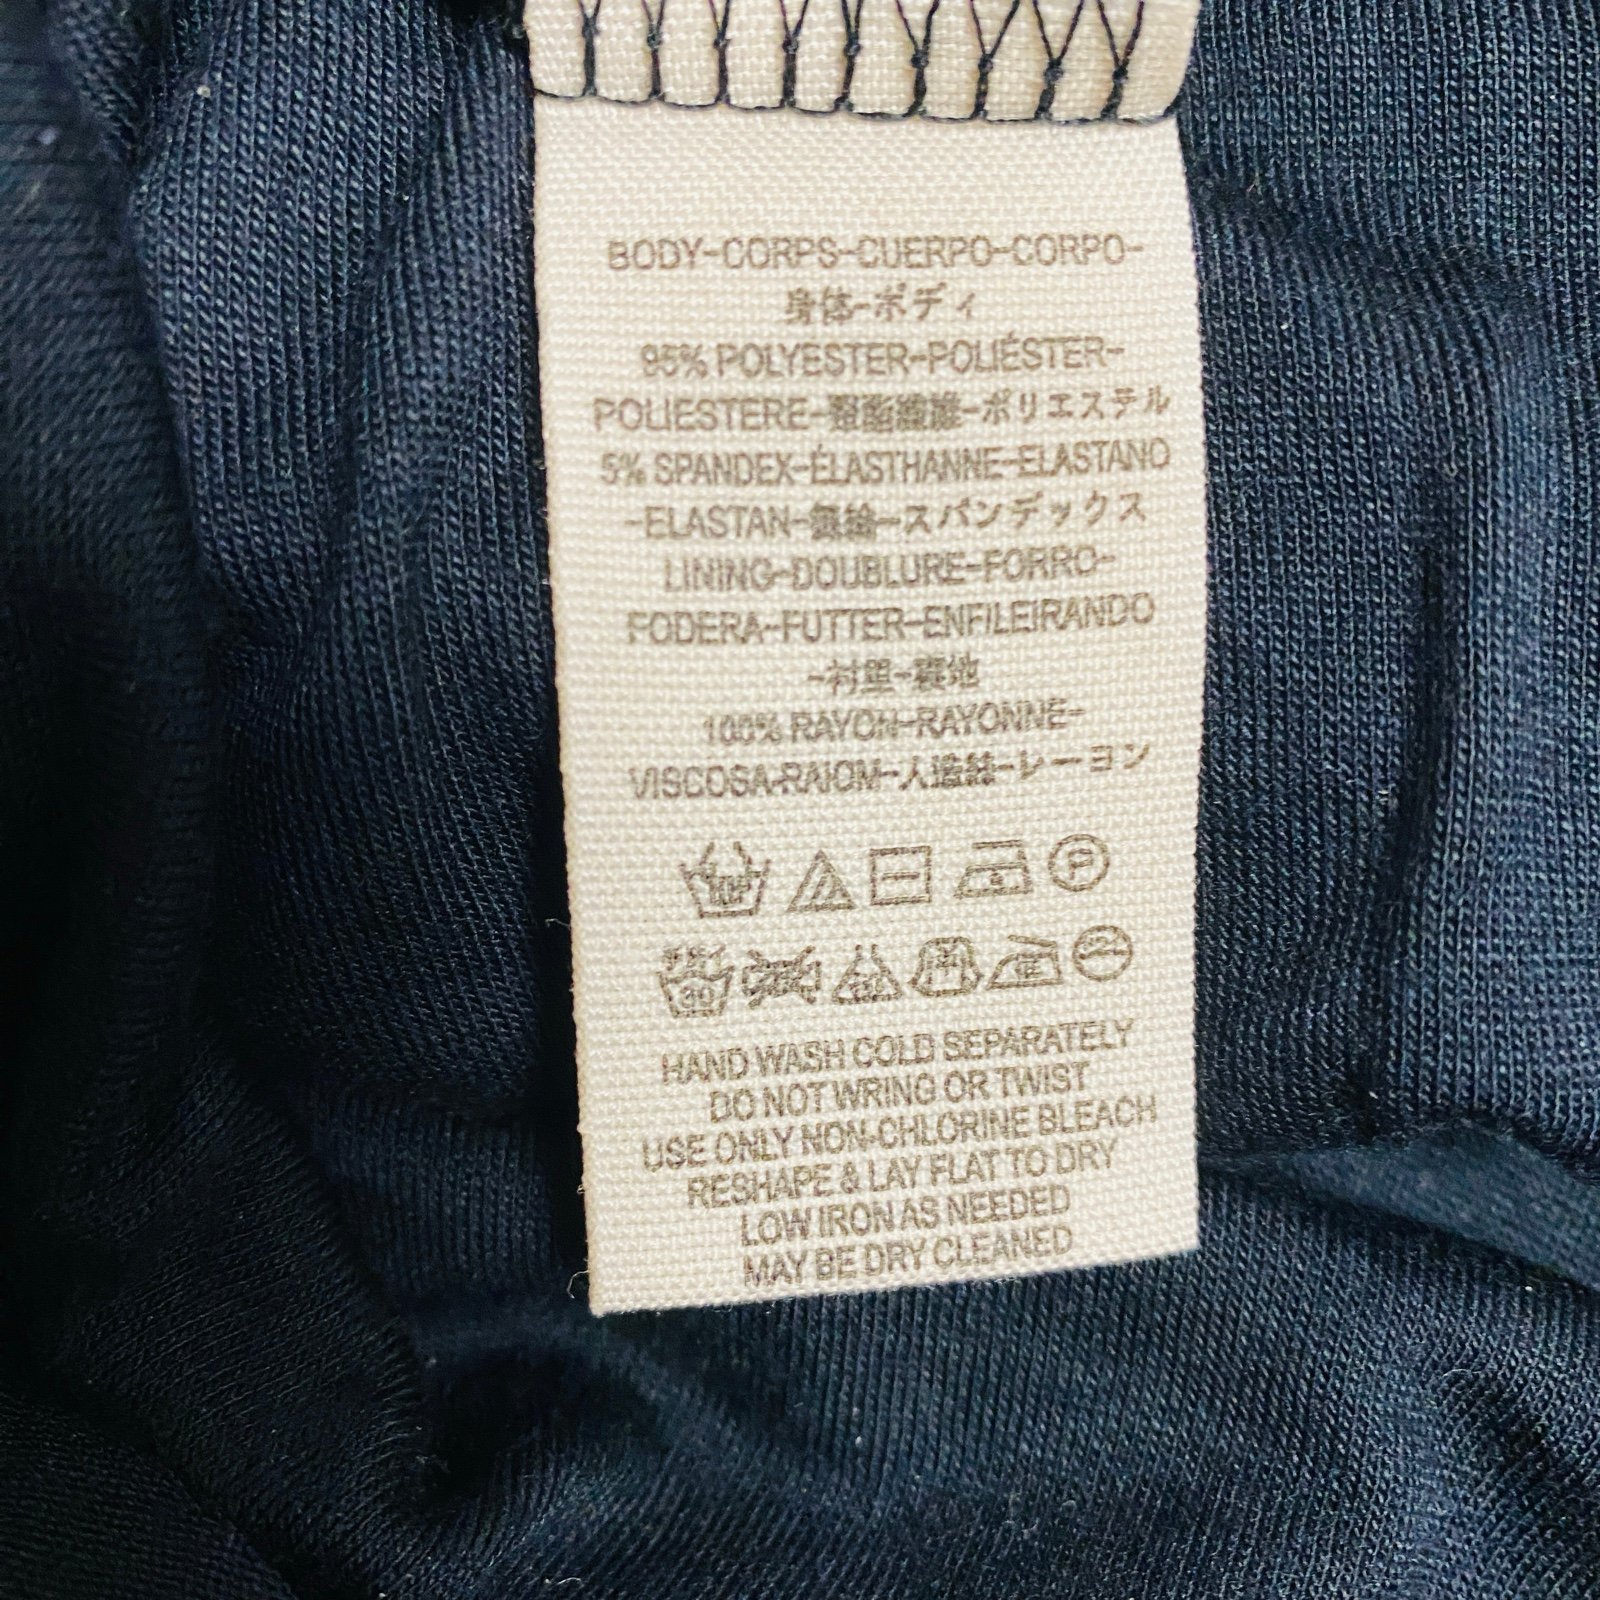 BODY-CORPS-CUERPO-CORPO-
身体-ボディ
95% POLYESTER-POLIÉSTER-
POLIESTERE-聚酯纖維-ポリエステル
5% SPANDEX-ÉLASTHANNE-ELASTANO
-ELASTAN-氨綸-スパンデックス
LINING-DOUBLURE-FORRO-
FODERA-FUTTER-ENFILEIRANDO
-衬里-裏地
100% RAYON-RAYONNE-
VISCOSA-RAIOM-人造絲-レーヨン
P
30
HAND WASH COLD SEPARATELY
DO NOT WRING OR TWIST
USE ONLY NON-CHLORINE BLEACH
RESHAPE & LAY FLAT TO DRY
LOW IRON AS NEEDED
MAY BE DRY CLEANED